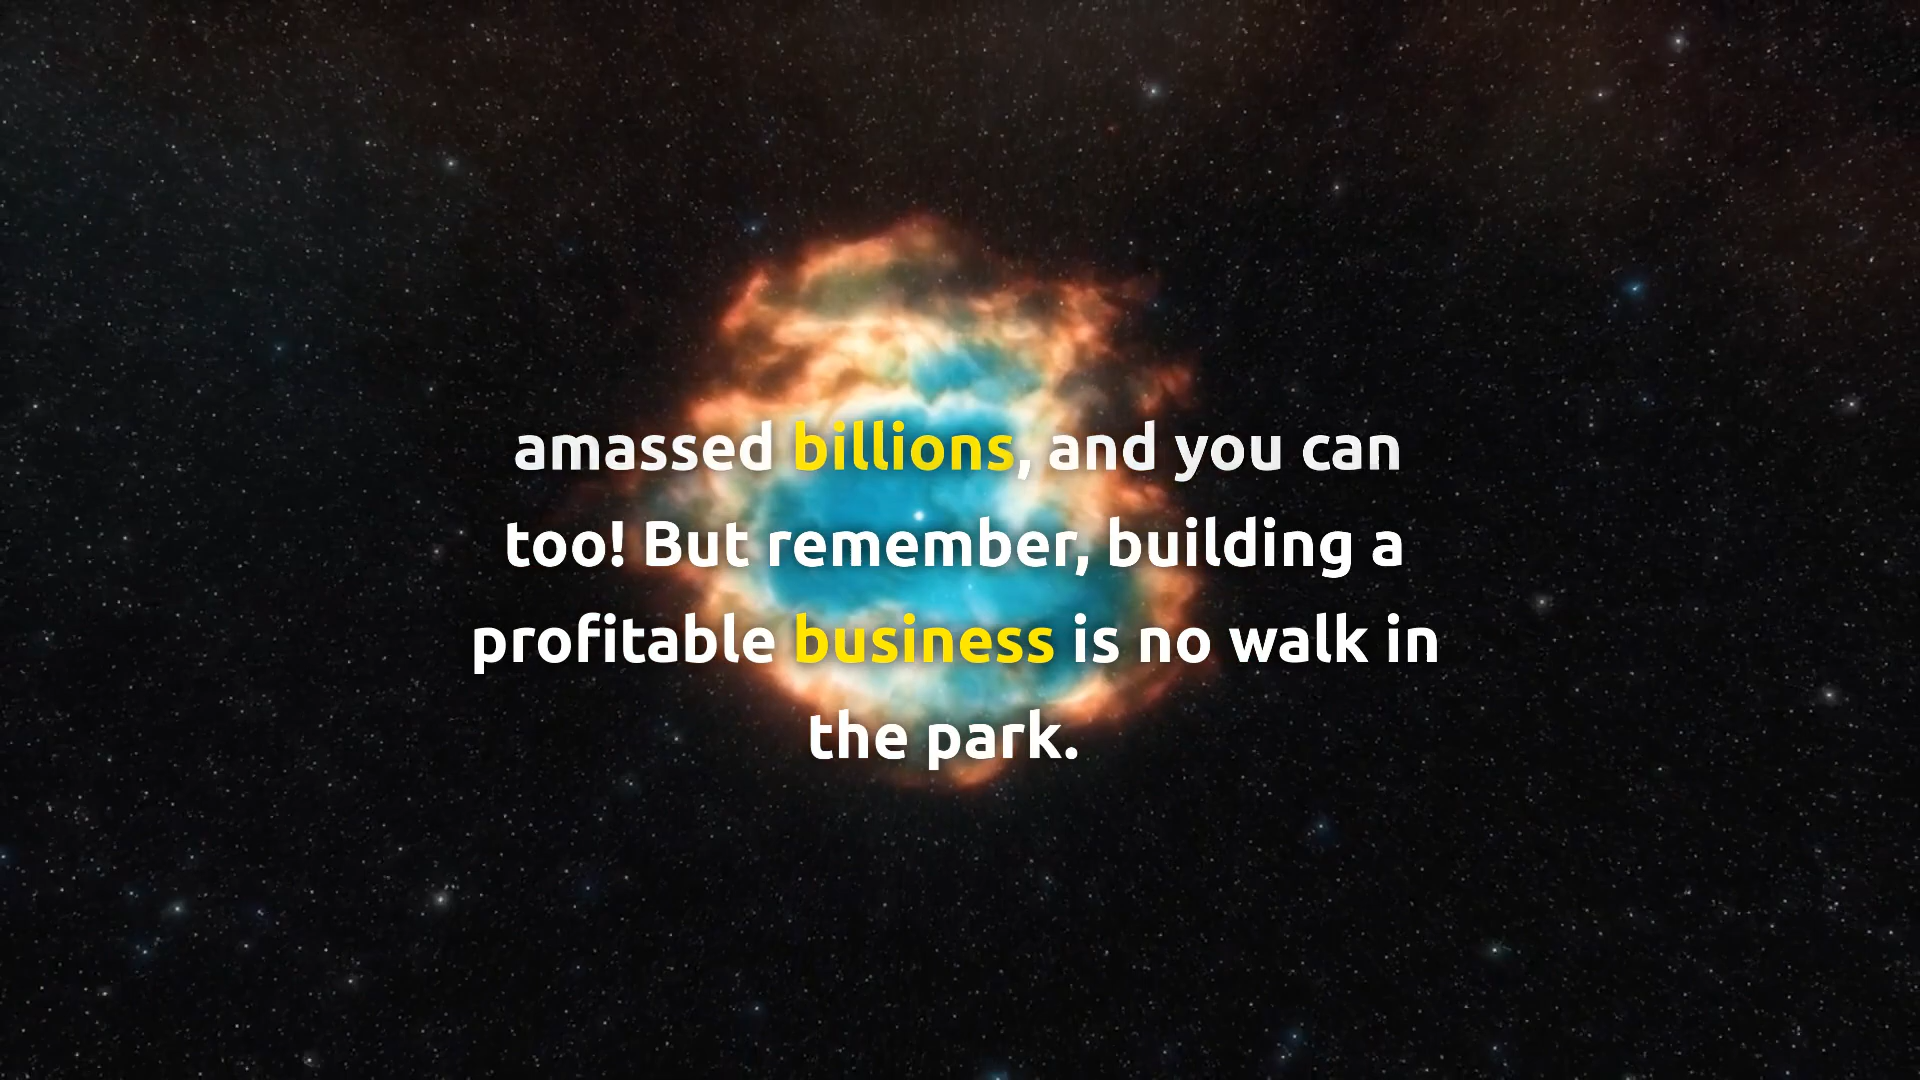 amassed billions, and you can
too! But remember, building a
profitable business is no walk in
the park.